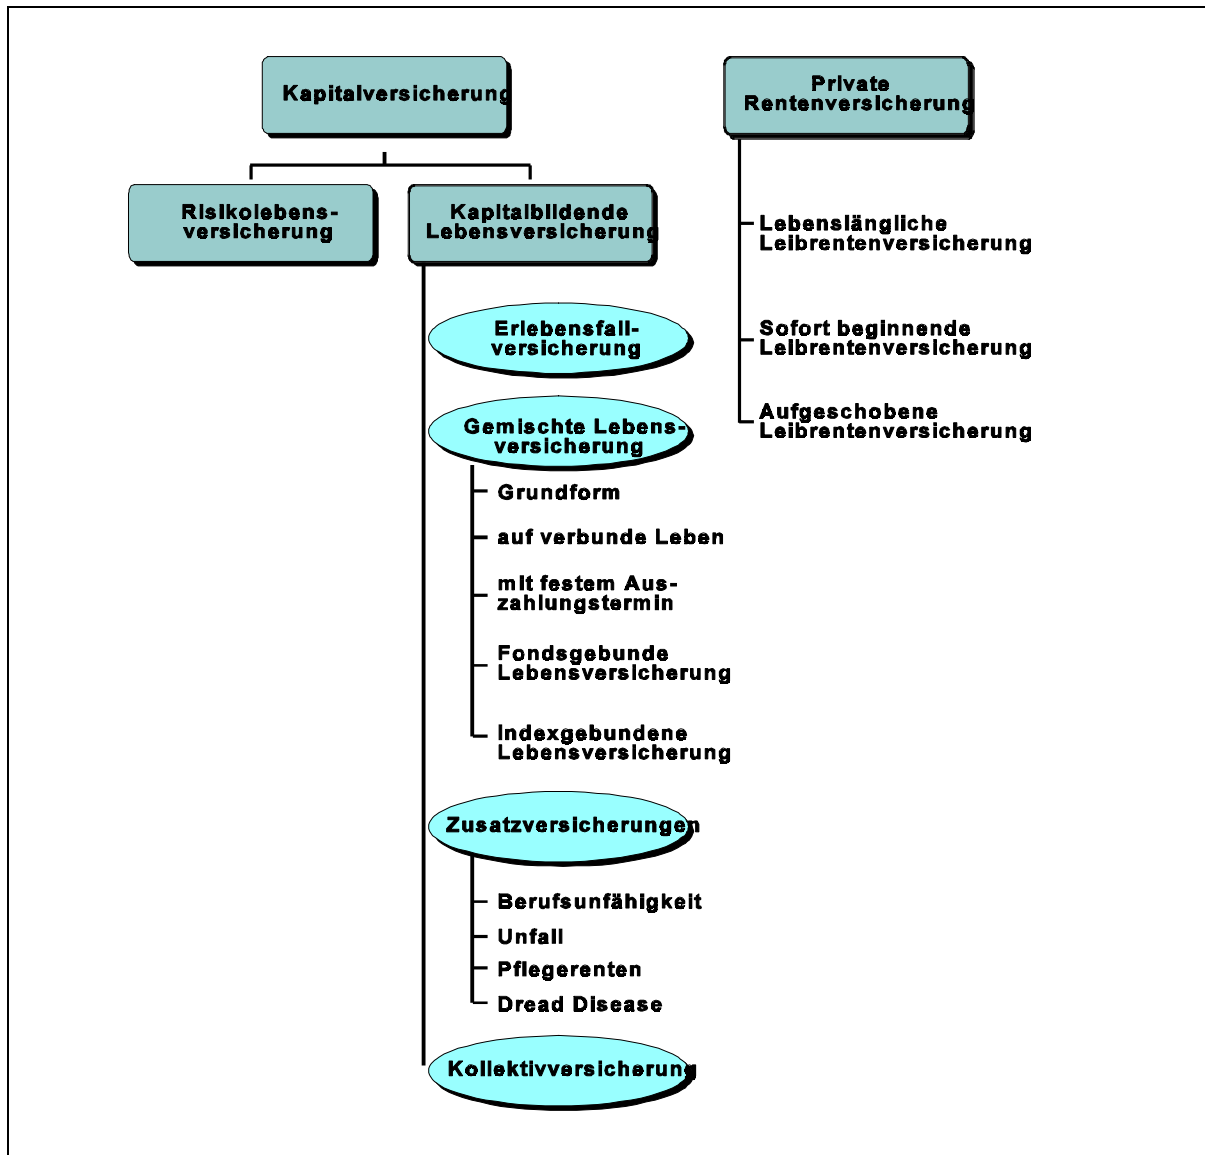 Kapitalversicherung
Private
Rentenversicherung
Risikolebens-
versicherung
Kapitalbildende
Lebensversicherung
Erlebensfall-
versicherung
Gemischte Lebens-
versicherung
Grundform
auf verbunde Leben
mit festem Aus-
zahlungstermin
Fondsgebunde
Lebensversicherung
Indexgebundene
Lebensversicherung
Zusatzversicherungen
Berufsunfähigkeit
Unfall
Pflegerenten
Dread Disease
Kollektivversicherung
Lebenslängliche
Leibrentenversicherung
Sofort beginnende
Leibrentenversicherung
Aufgeschobene
Leibrentenversicherung